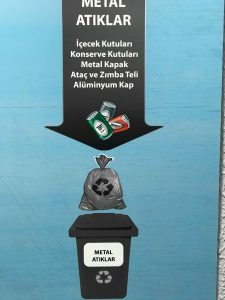 METAL
ATIKLAR
İçecek Kutuları
Konserve Kutuları
Metal Kapak
Ataç ve Zımba Teli
Alüminyum Kap
METAL
ATIKLAR